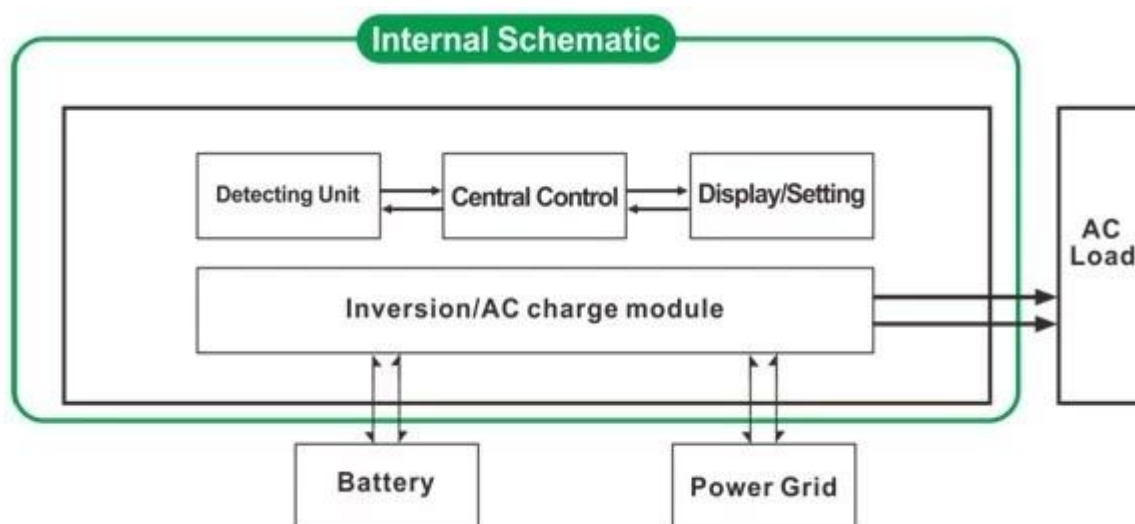 Internal Schematic
Detecting Unit
Central Control
Display/Setting
AC
Load
Inversion/AC charge module
Battery
Power Grid